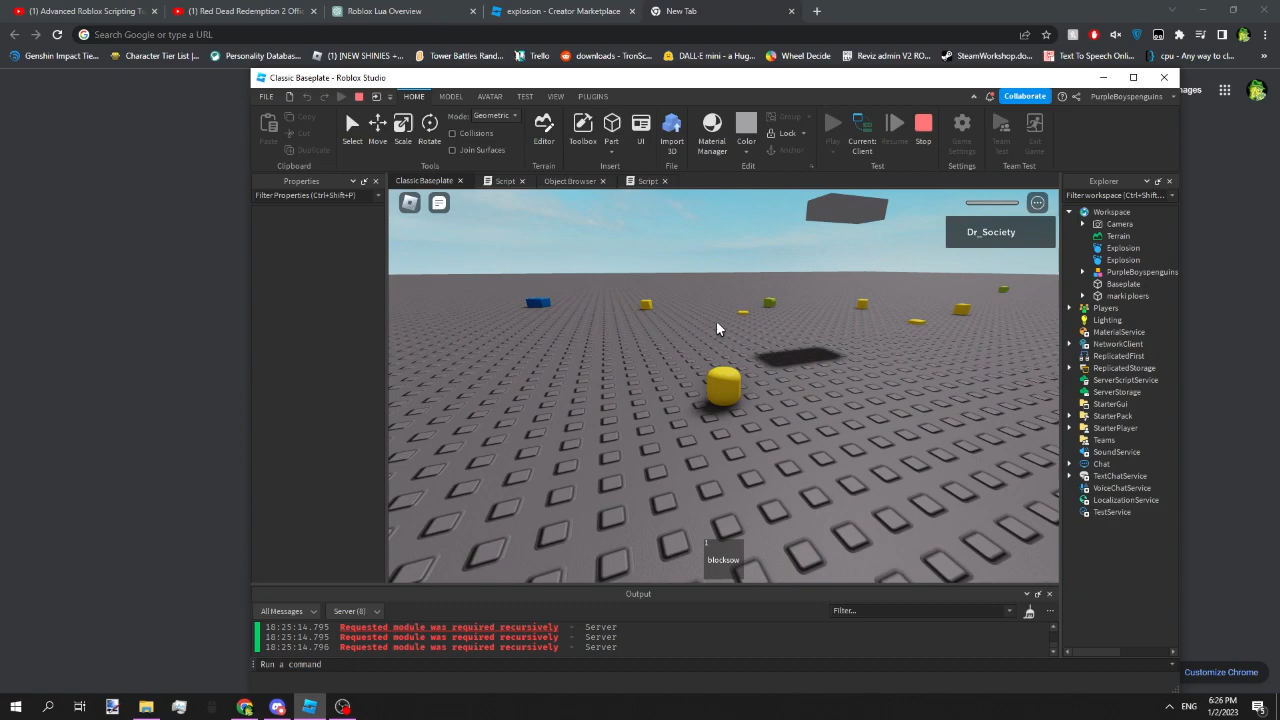 (1) Advanced Roblox Scripting Tu
(1) Red Dead Redemption 2 Offic
Roblox Lua Overview
explosion - Creator Marketplace
New Tab
Search Google or type a URL
Genshin Impact - Int...
Character Tier List |...
Personality Databas...
[NEW SHINIES +...
Tower Battles Rand...
Trello
downloads - TronScr...
DALL-E mini - a Hug...
Wheel Decide
Reviz admin V2 RO...
SteamWorkshop.do...
Text To Speech Onli...
cpu - Any way to cl...
ages
Classic Baseplate - Roblox Studio
FILE HOME MODEL AVATAR TEST VIEW PLUGINS
Collaborate
PurpleBoyspenguins
Paste Copy Cut Duplicate
Clipboard
Select Move Scale Rotate
Mode: Geometric
Collisions
Join Surfaces
Tools
Editor
Terrain
Toolbox Part UI
Insert
Import 3D
File
Material Manager
Color
Group
Lock
Anchor
Edit
Play
Current: Client
Resume
Stop
Test
Game Settings
Settings
Team Test
Exit Game
Team Test
Properties
Filter Properties (Ctrl+Shift+P)
Classic Baseplate
Script
Object Browser
Script
Dr_Society
1
blocksow
Explorer
Filter workspace (Ctrl+Shift...
Workspace
Camera
Terrain
Explosion
Explosion
PurpleBoyspenguins
Baseplate
marki ploers
Players
Lighting
MaterialService
NetworkClient
ReplicatedFirst
ReplicatedStorage
ServerScriptService
ServerStorage
StarterGui
StarterPack
StarterPlayer
Teams
SoundService
Chat
TextChatService
VoiceChatService
LocalizationService
TestService
Output
All Messages
Server (8)
Filter...
18:25:14.795 Requested module was required recursively - Server
18:25:14.795 Requested module was required recursively - Server
18:25:14.796 Requested module was required recursively - Server
Run a command
Customize Chrome
ENG
6:26 PM
1/2/2023